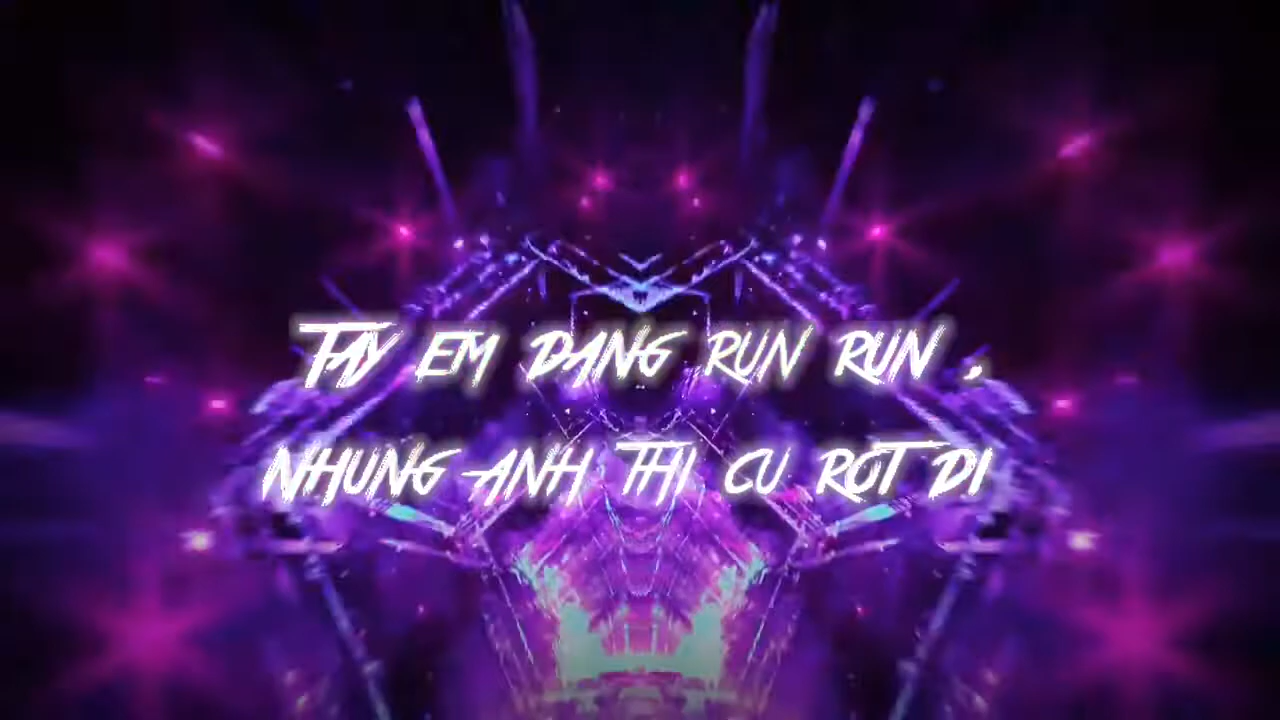 TAY EM DANG RUN RUN ,
NHUNG ANH THI CU ROT DI